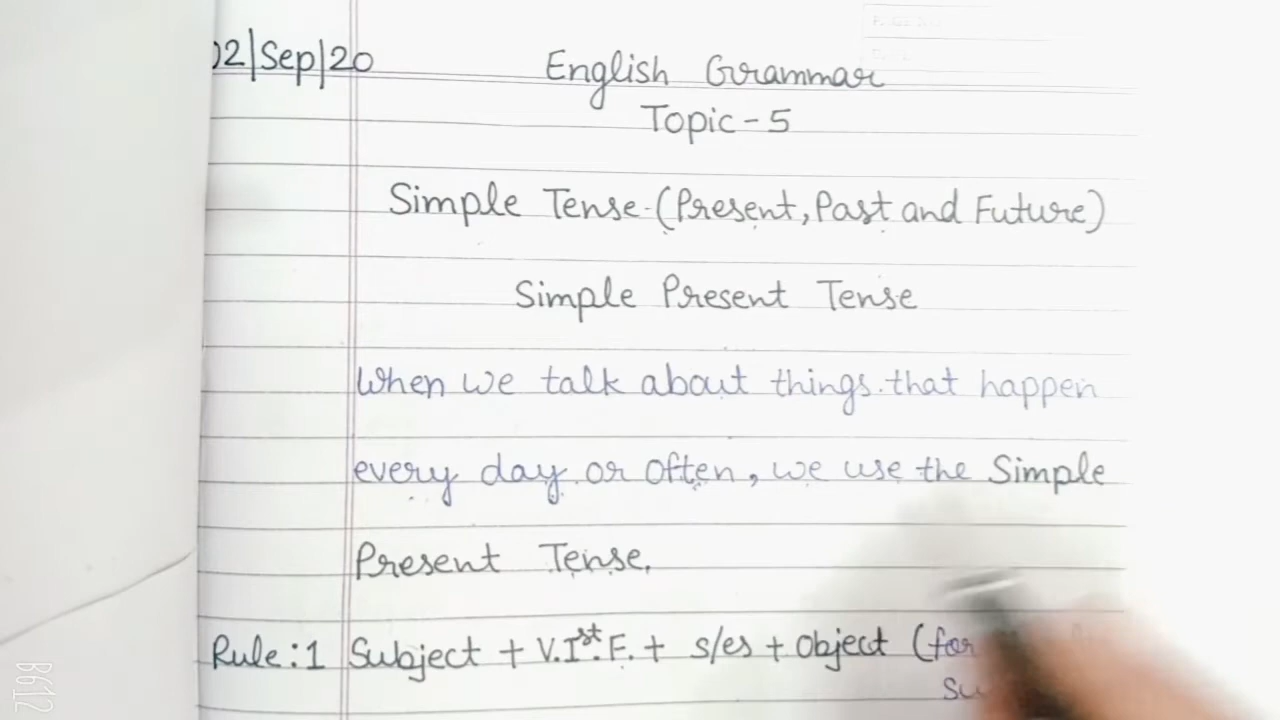 02|Sep|20
English Grammar
Topic - 5
Simple Tense-(Present, Past and Future)
Simple Present Tense
When we talk about things that happen
every day or often, we use the Simple
Present Tense.
Rule:1 Subject + V.Ist.F. + s/es + Object (for
B612